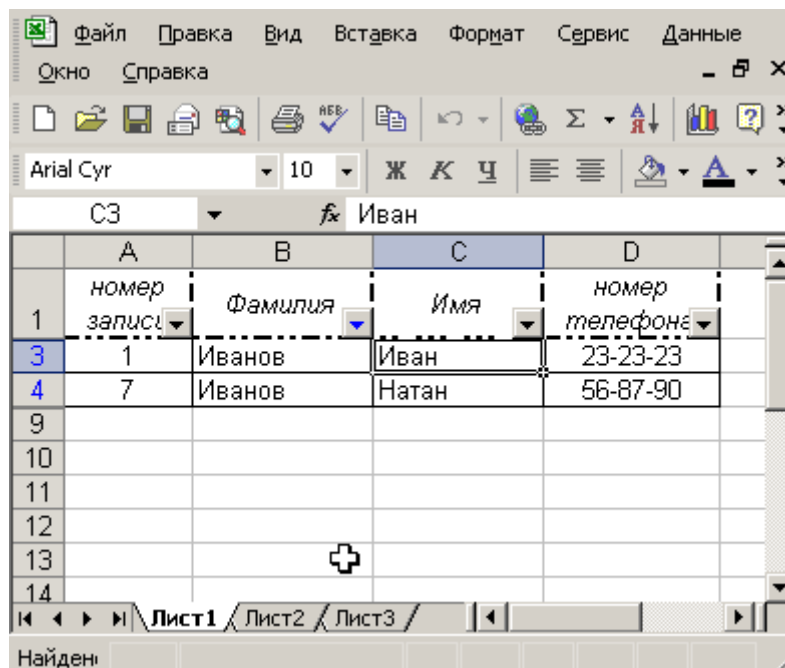 Файл Правка Вид Вставка Формат Сервис Данные
Окно Справка
Arial Cyr 10 Ж К Ч
C3 fx Иван
A B C D
1 номер Фамилия Имя номер
телефона
3 1 Иванов Иван 23-23-23
4 7 Иванов Натан 56-87-90
9
10
11
12
13
14
Лист1 Лист2 Лист3